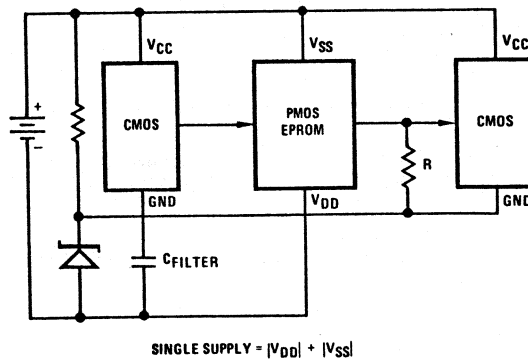 VCC
VSS
VCC
+
−
CMOS
PMOS
EPROM
CMOS
R
GND
VDD
GND
CFILTER
SINGLE SUPPLY = |VDD| + |VSS|